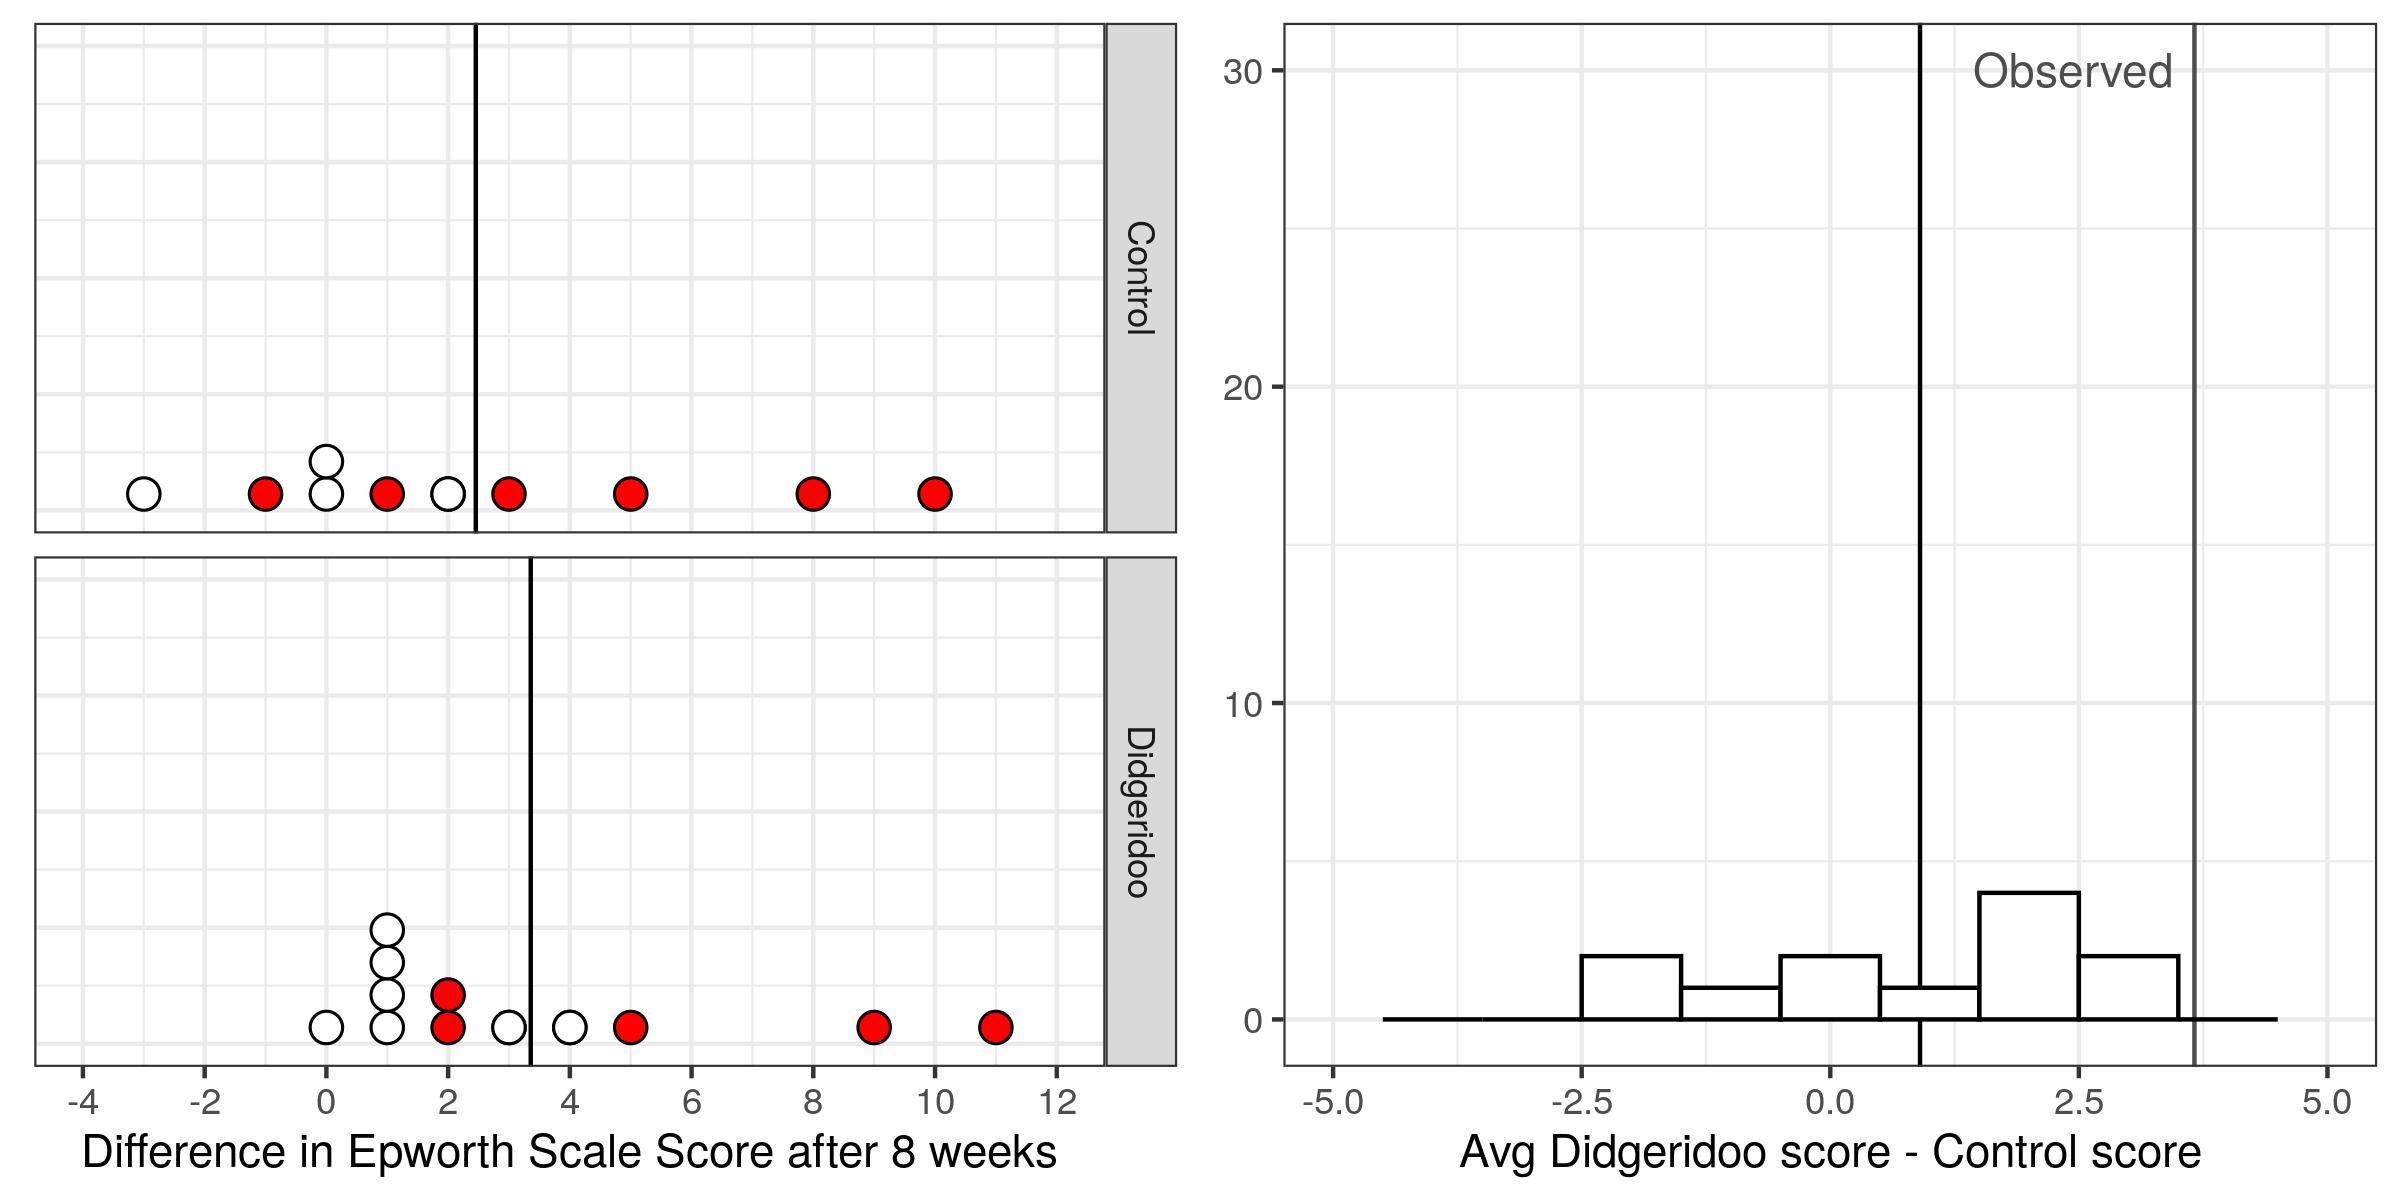 Control
Didgeridoo
-4 -2 0 2 4 6 8 10 12
Difference in Epworth Scale Score after 8 weeks
Observed
30
20
10
0
-5.0 -2.5 0.0 2.5 5.0
Avg Didgeridoo score - Control score